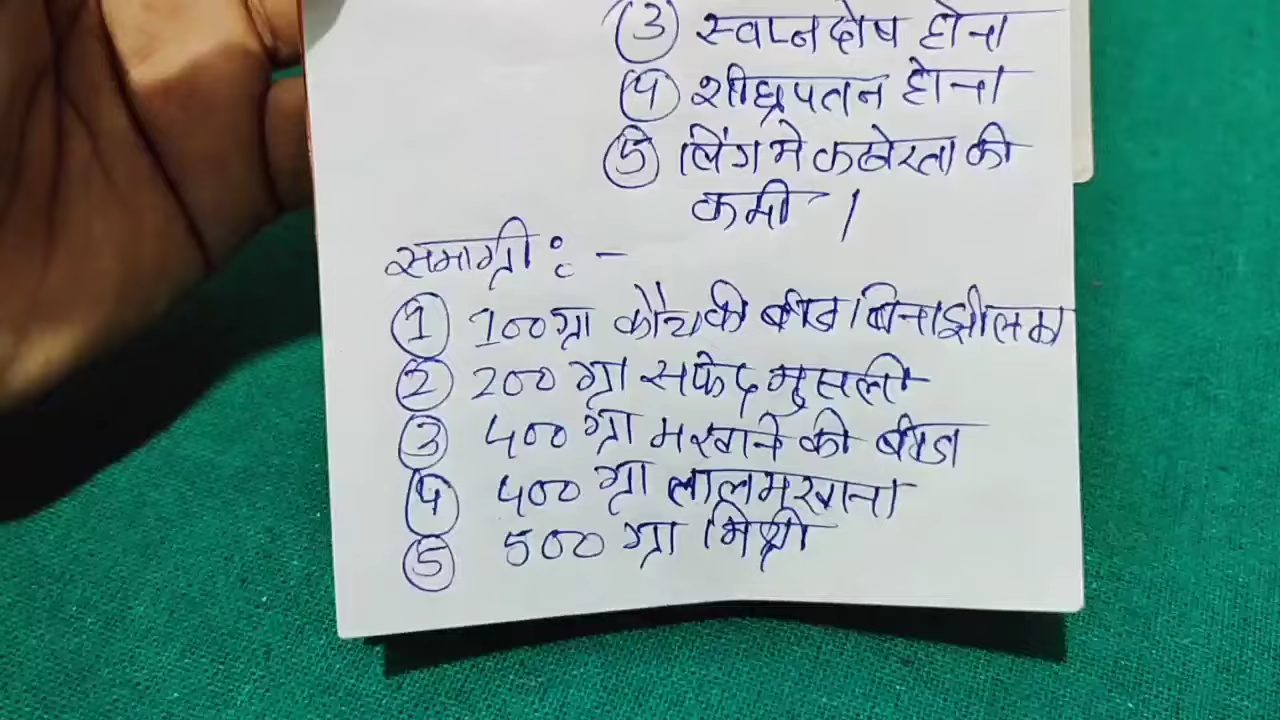 ③ स्वप्नदोष होना
④ शीघ्रपतन होना
⑤ लिंग मे कठोरता की
कमी ।
समाग्री : -
① 100 ग्रा कौच की बीज बिना झीलका
② 200 ग्रा सफेद मुसली
③ 400 ग्रा मखाने की बीज
④ 400 ग्रा लालमखाना
⑤ 500 ग्रा मिश्री